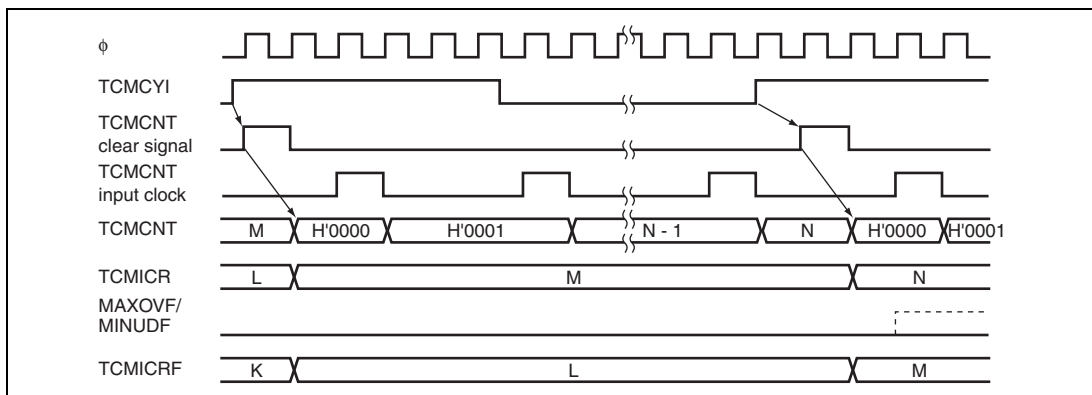 ϕ
TCMCYI
TCMCNT
clear signal
TCMCNT
input clock
TCMCNT M H'0000 H'0001 N - 1 N H'0000 H'0001
TCMICR L M N
MAXOVF/
MINUDF
TCMICRF K L M